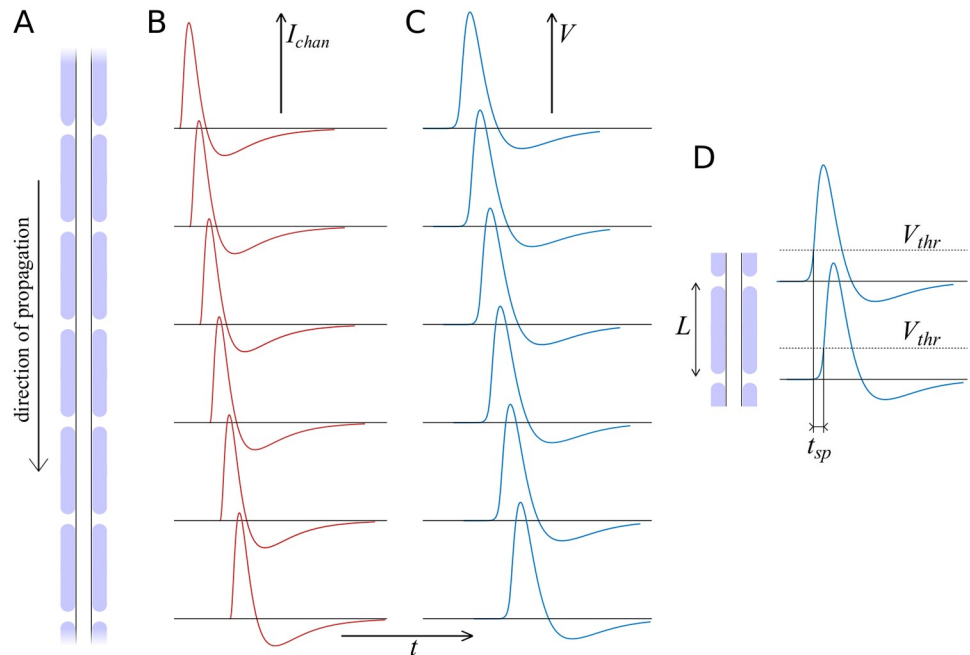 A
B
C
D
I_chan
V
direction of propagation
V_thr
L
V_thr
t_sp
t